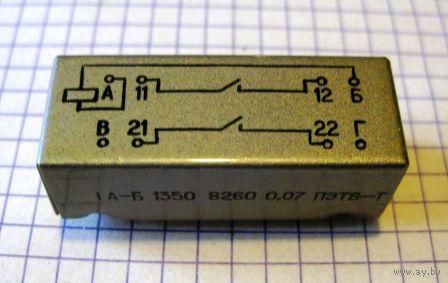 А 11 12 Б
В 21 22 Г
1 А-Б 1350 8260 0,07 ПЭТВ-Т
www.ay.by